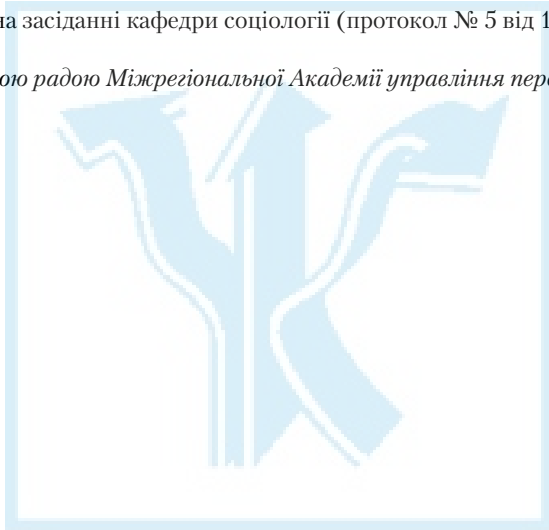 на засіданні кафедри соціології (протокол № 5 від 1
ою радою Міжрегіональної Академії управління пер